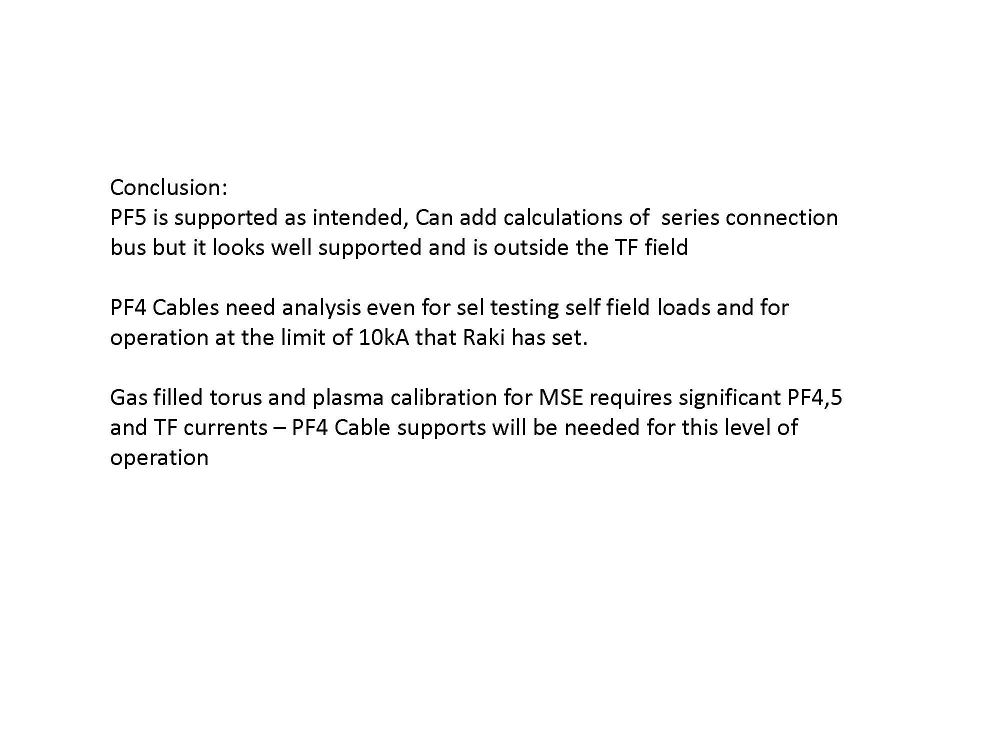 Conclusion:
PF5 is supported as intended, Can add calculations of  series connection
bus but it looks well supported and is outside the TF field
PF4 Cables need analysis even for sel testing self field loads and for
operation at the limit of 10kA that Raki has set.
Gas filled torus and plasma calibration for MSE requires significant PF4,5
and TF currents – PF4 Cable supports will be needed for this level of
operation